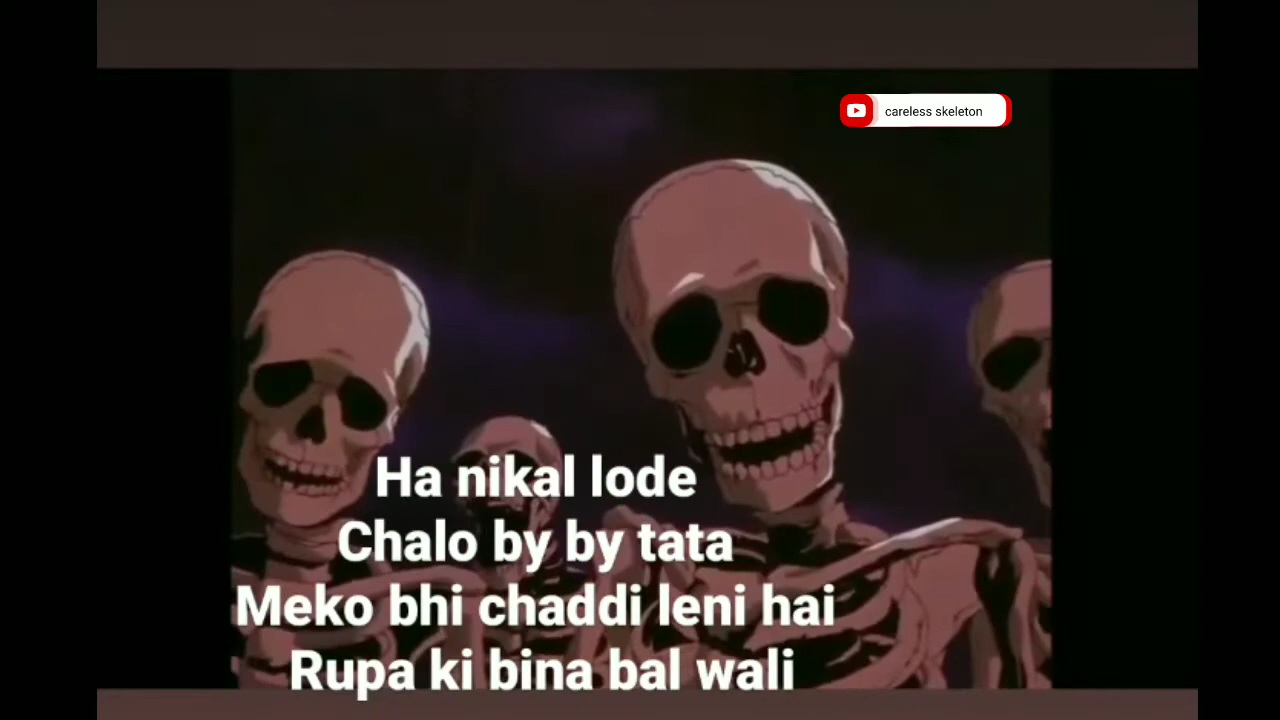 careless skeleton
Ha nikal lode
Chalo by by tata
Meko bhi chaddi leni hai
Rupa ki bina bal wali